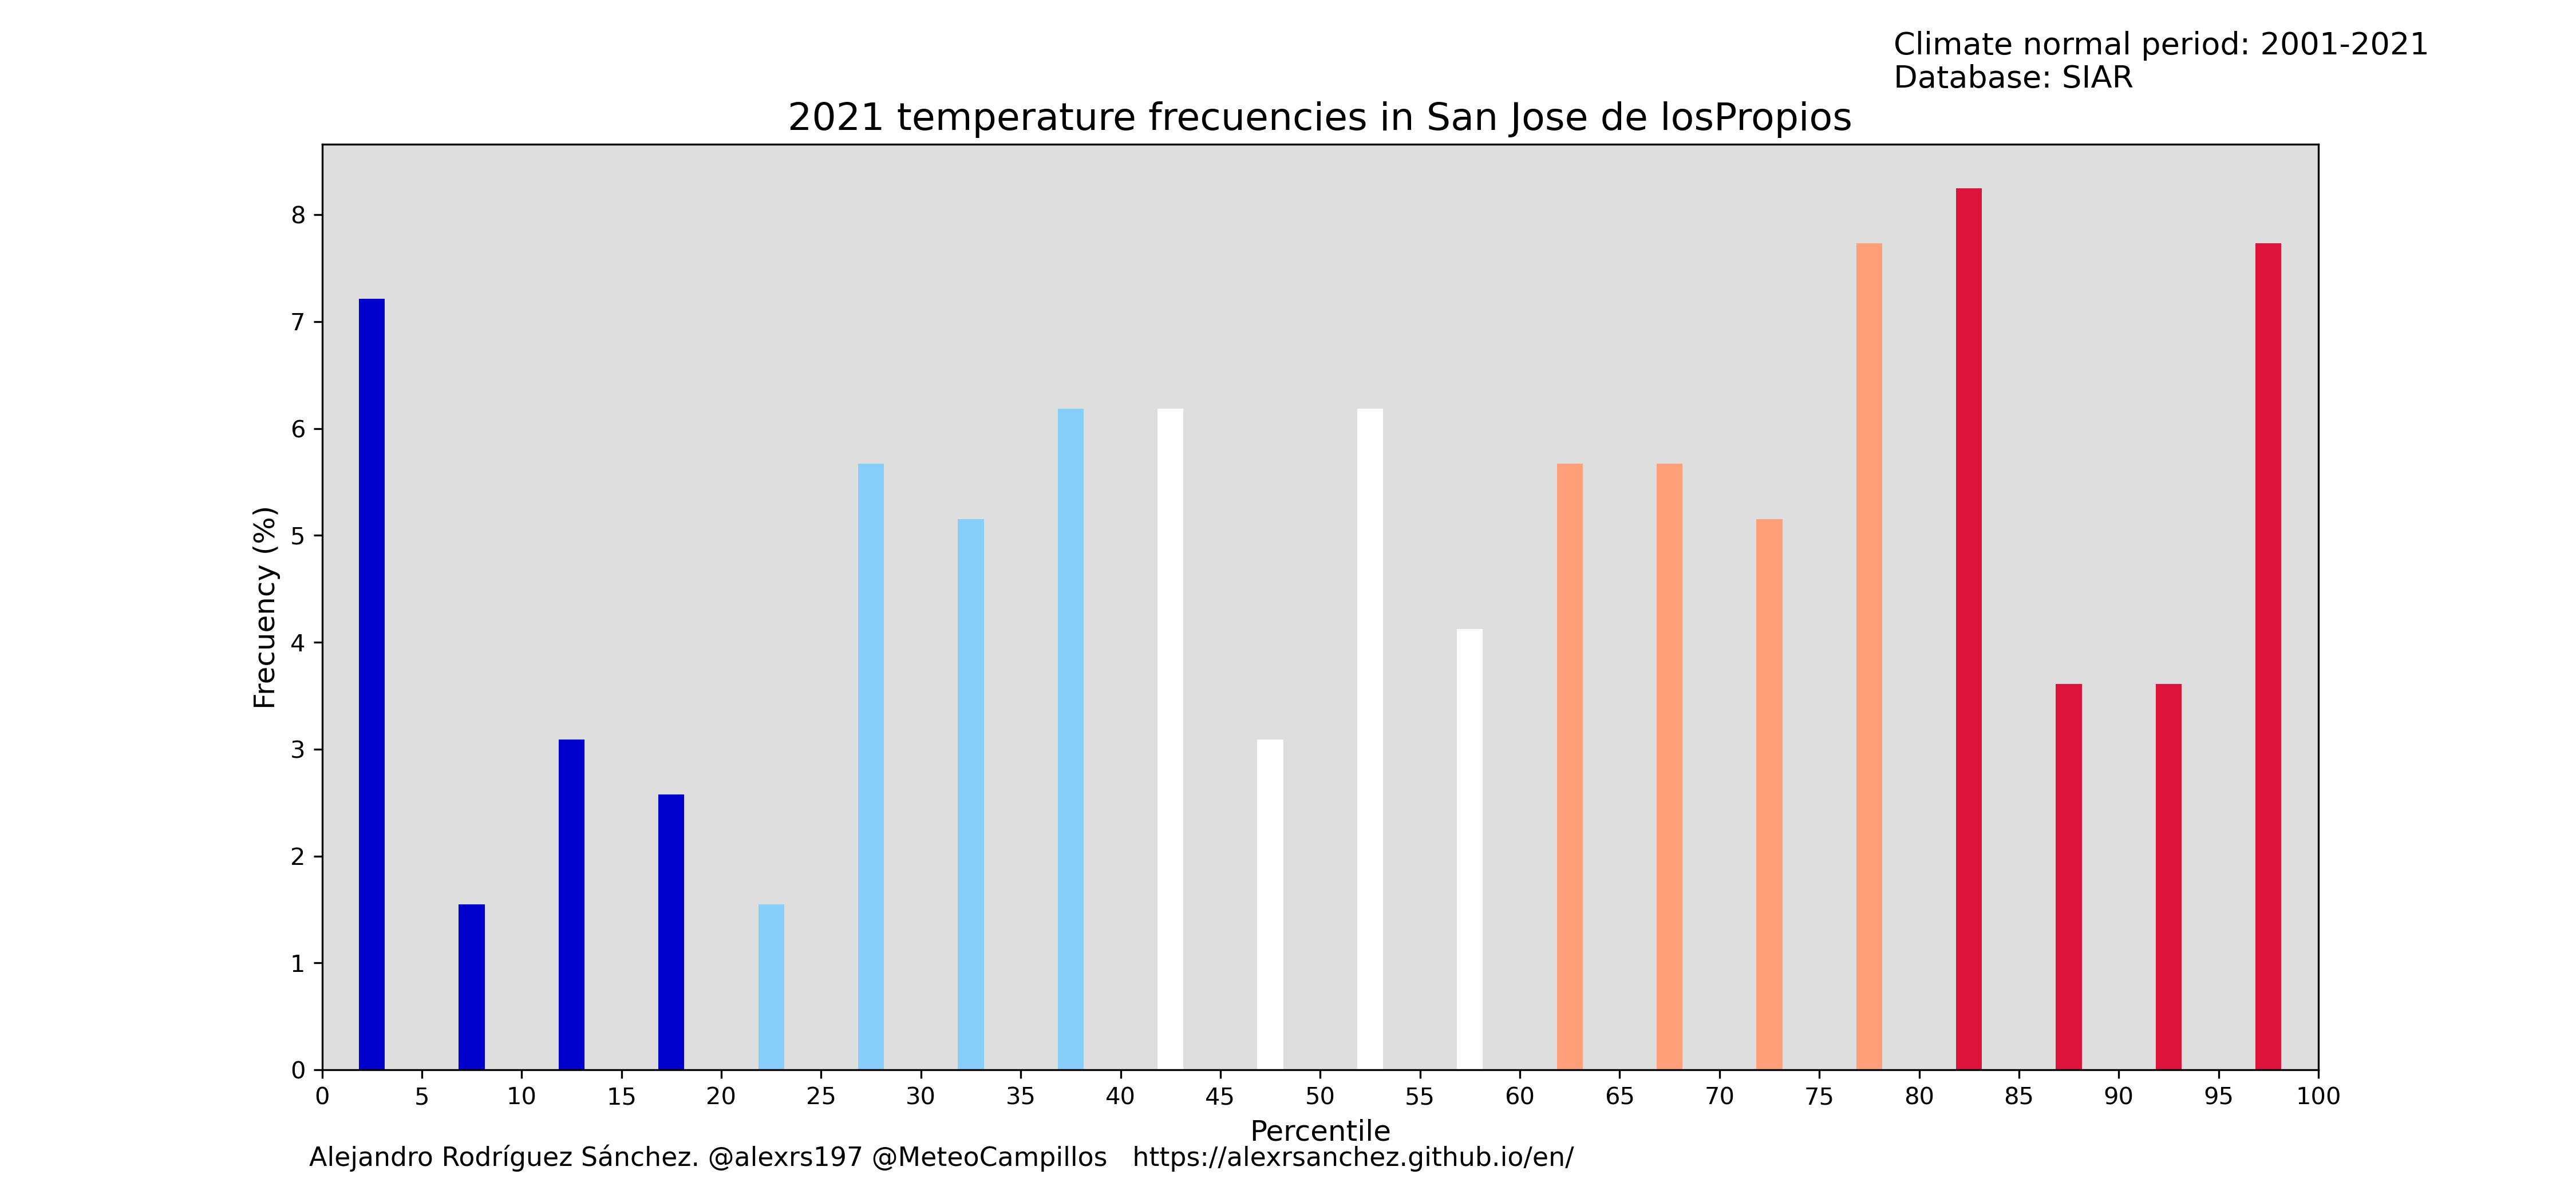 Climate normal period: 2001-2021
Database: SIAR
2021 temperature frecuencies in San Jose de losPropios
8
7
6
5
4
3
2
1
0
Frecuency (%)
0 5 10 15 20 25 30 35 40 45 50 55 60 65 70 75 80 85 90 95 100
Percentile
Alejandro Rodríguez Sánchez. @alexrs197 @MeteoCampillos https://alexrsanchez.github.io/en/